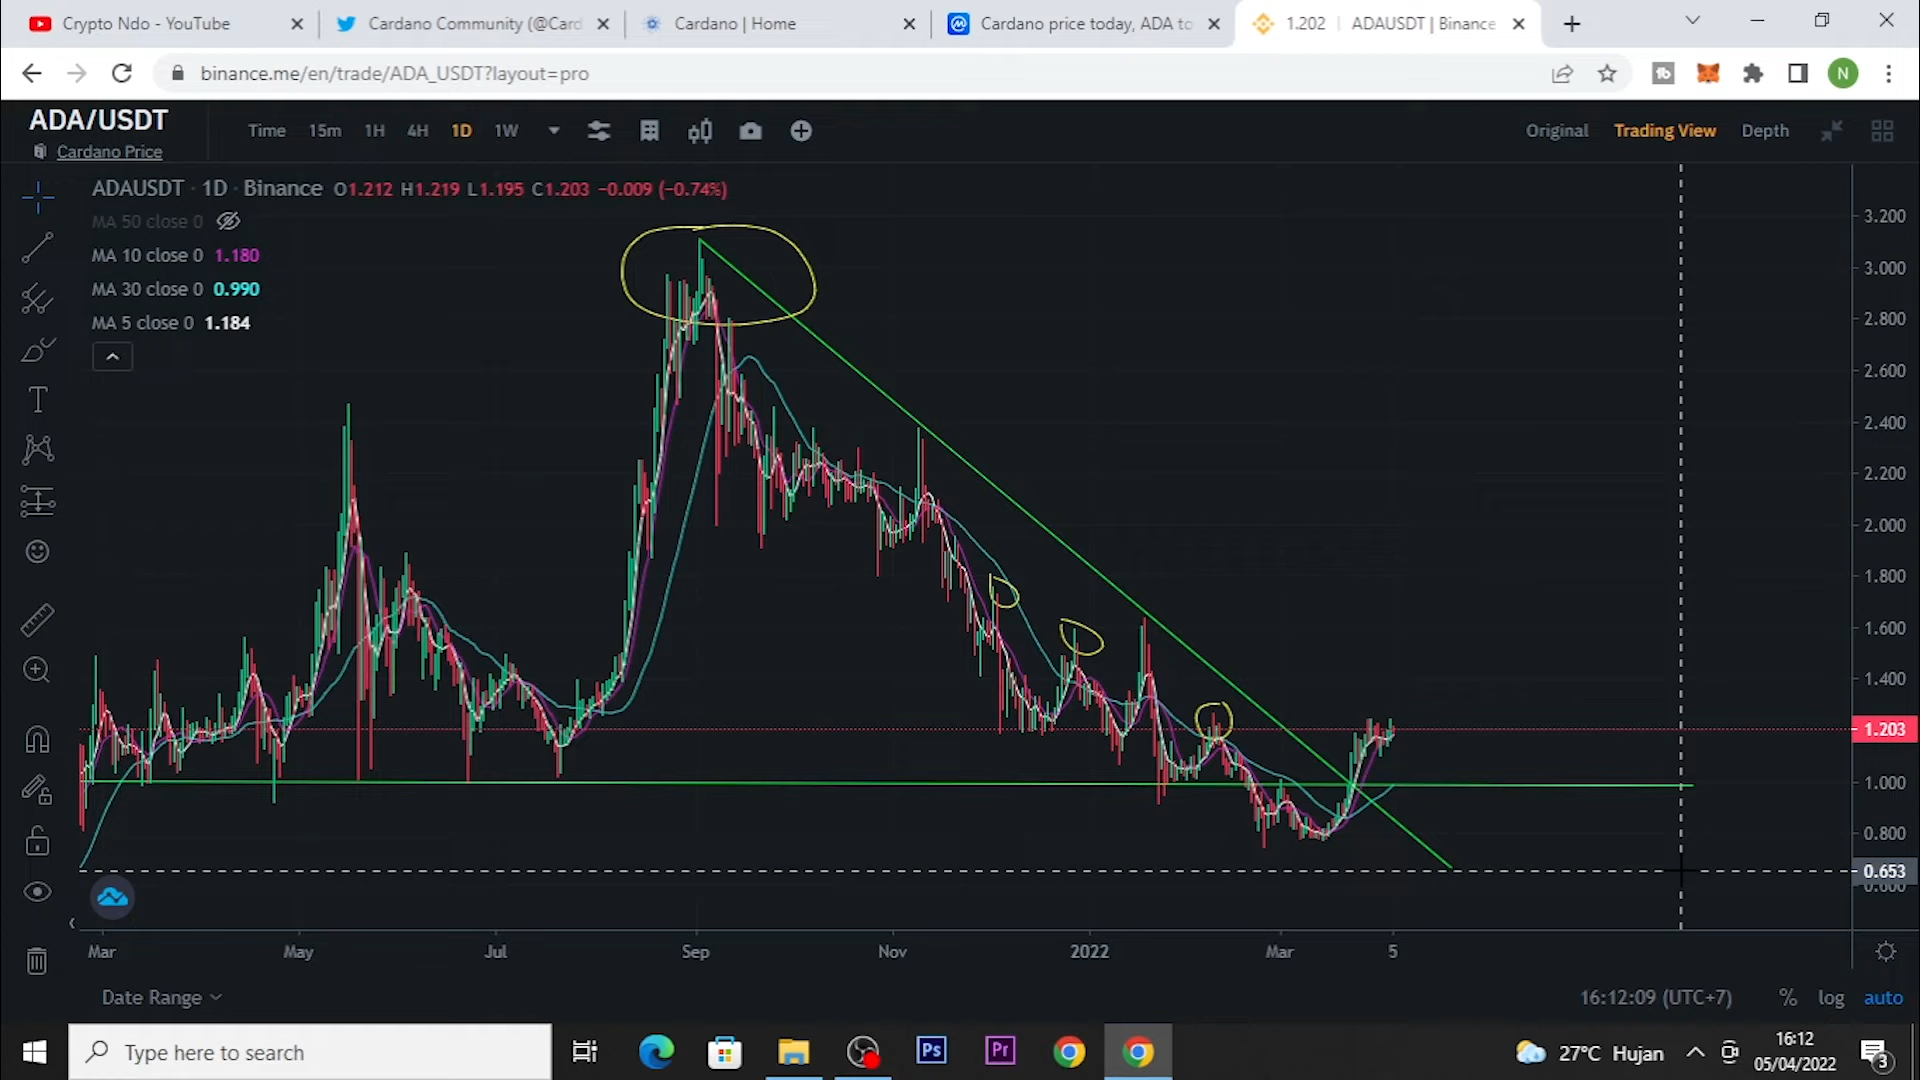 Crypto Ndo - YouTube
Cardano Community (@Card
Cardano | Home
Cardano price today, ADA to
1.202 | ADAUSDT | Binance
binance.me/en/trade/ADA_USDT?layout=pro
N
ADA/USDT
Cardano Price
Time 15m 1H 4H 1D 1W
Original Trading View Depth
ADAUSDT · 1D · Binance O1.212 H1.219 L1.195 C1.203 −0.009 (−0.74%)
MA 50 close 0
MA 10 close 0 1.180
MA 30 close 0 0.990
MA 5 close 0 1.184
3.200
3.000
2.800
2.600
2.400
2.200
2.000
1.800
1.600
1.400
1.203
1.000
0.800
0.653
0.600
Mar May Jul Sep Nov 2022 Mar 5
Date Range
16:12:09 (UTC+7) % log auto
Type here to search
Ps
Pr
27°C Hujan
16:12
05/04/2022
3